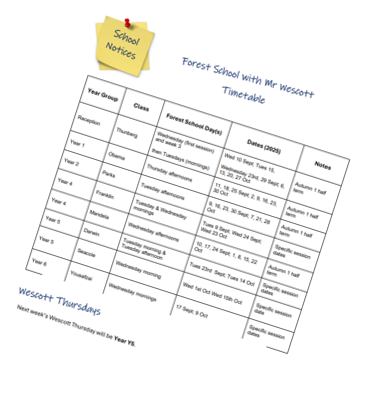 School
Notices
Forest School with Mr Wescott
Timetable
Year Group Class Forest School Day(s) Dates (2025) Notes
Reception Thunberg Wednesday (first session)
and week 3
then Tuesdays (mornings) Wed 10 Sept, Tues 15,
Wednesday 23rd, 29 Sept, 6,
13, 20, 27 Oct Autumn 1 half
term
Year 1 Obama Thursday afternoons 11, 18, 25 Sept, 2, 9, 16, 23,
30 Oct Autumn 1 half
term
Year 2 Parks Tuesday afternoons 9, 16, 23, 30 Sept, 7, 21, 28
Oct Autumn 1 half
term
Year 4 Franklin Tuesday & Wednesday
mornings Tues 9 Sept, Wed 24 Sept,
Wed 23 Oct Specific session
dates
Year 4 Mandela Wednesday afternoons 10, 17, 24 Sept, 1, 8, 15, 22
Oct Autumn 1 half
term
Year 5 Darwin Tuesday morning &
Tuesday afternoon Tues 23rd Sept, Tues 14 Oct Specific session
dates
Year 5 Seacole Wednesday morning Wed 1st Oct Wed 15th Oct Specific session
dates
Year 6 Yousafzai Wednesday mornings 17 Sept, 9 Oct Specific session
dates
Wescott Thursdays
Next week's Wescott Thursday will be Year Y5.